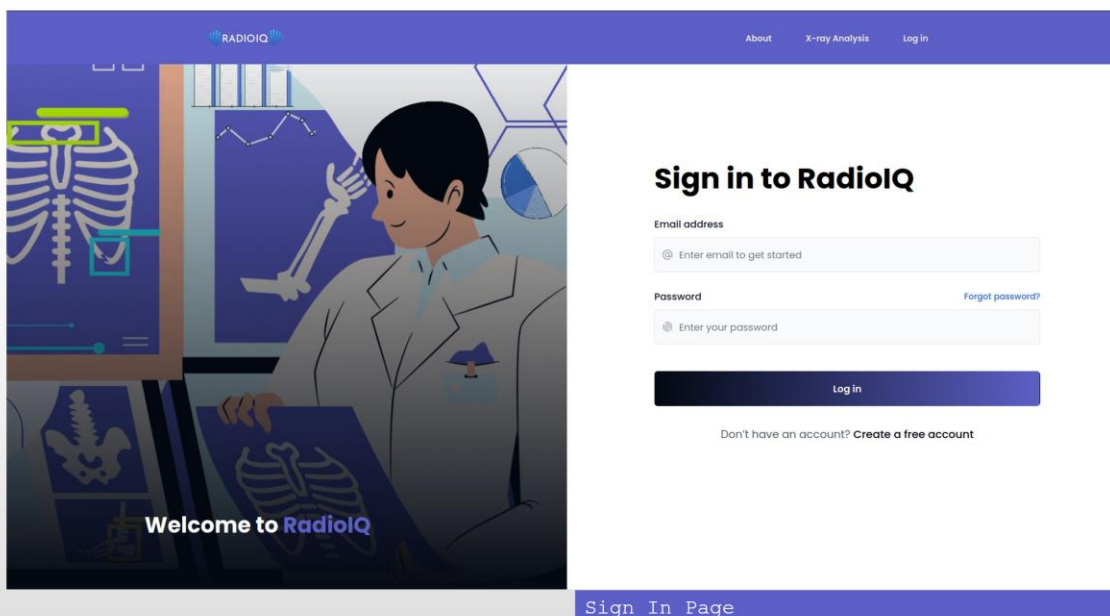 RADIOIQ
About
X-ray Analysis
Log in
Welcome to RadioIQ
Sign in to RadioIQ
Email address
Enter email to get started
Password Forgot password?
Enter your password
Log in
Don't have an account? Create a free account
Sign In Page